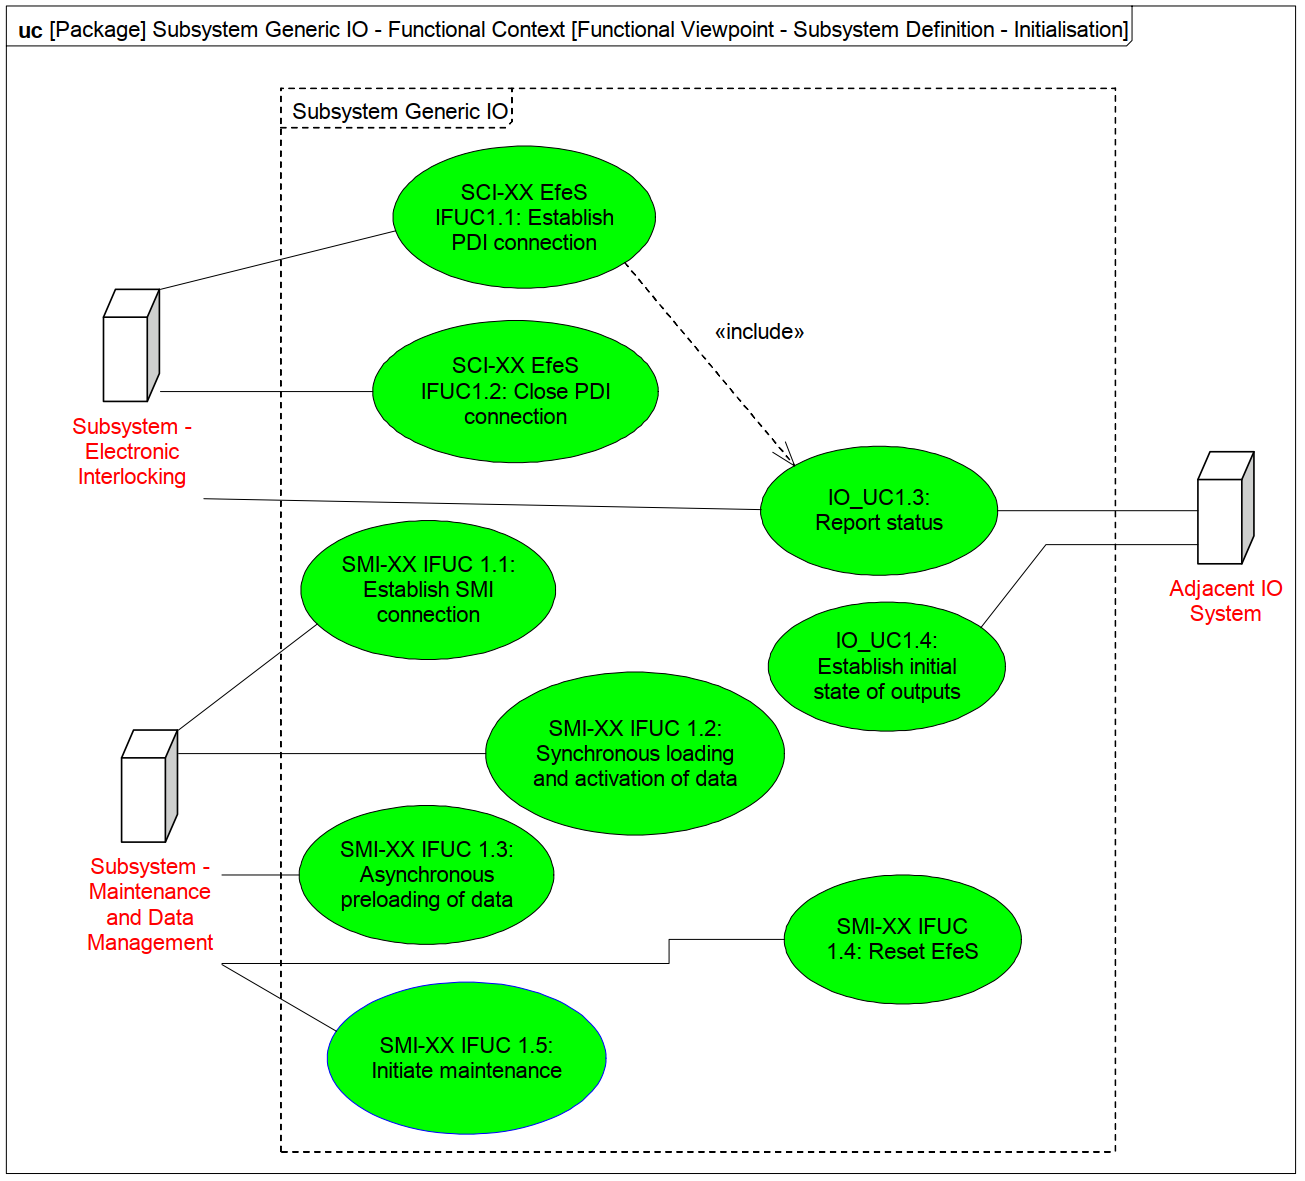 uc [Package] Subsystem Generic IO - Functional Context [Functional Viewpoint - Subsystem Definition - Initialisation]
Subsystem Generic IO
SCI-XX EfeS
IFUC1.1: Establish
PDI connection
«include»
SCI-XX EfeS
IFUC1.2: Close PDI
connection
Subsystem -
Electronic
Interlocking
IO_UC1.3:
Report status
Adjacent IO
System
SMI-XX IFUC 1.1:
Establish SMI
connection
IO_UC1.4:
Establish initial
state of outputs
SMI-XX IFUC 1.2:
Synchronous loading
and activation of data
Subsystem -
Maintenance
and Data
Management
SMI-XX IFUC 1.3:
Asynchronous
preloading of data
SMI-XX IFUC
1.4: Reset EfeS
SMI-XX IFUC 1.5:
Initiate maintenance